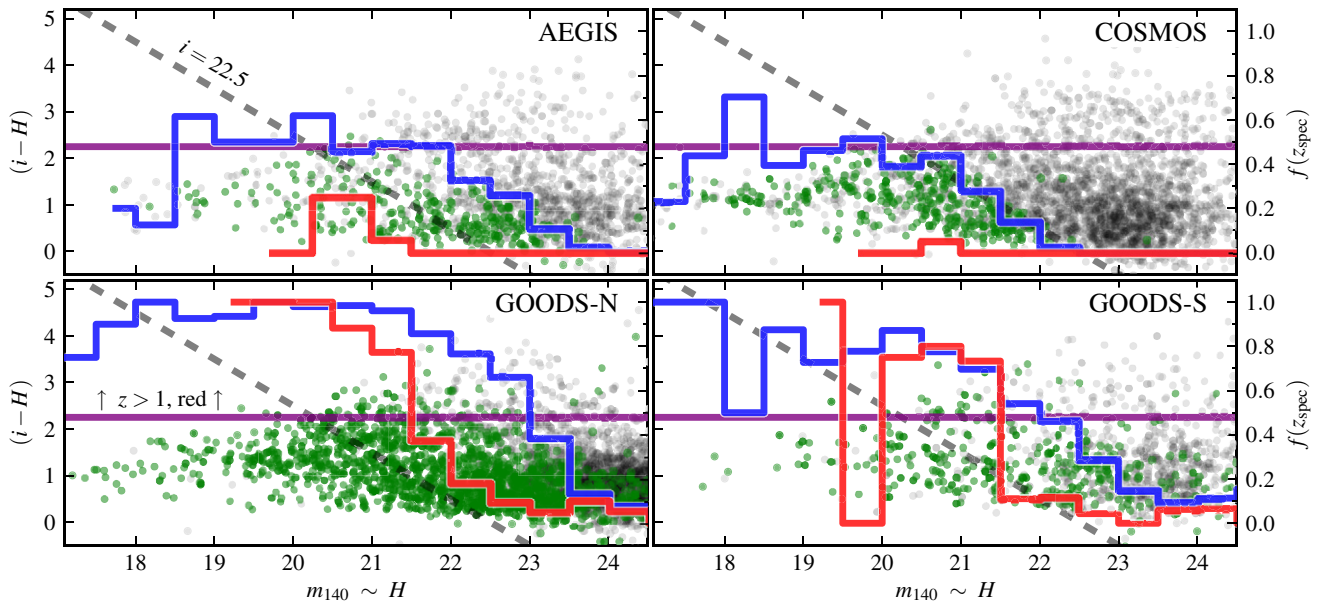 AEGIS
COSMOS
i = 22.5
5
4
3
2
1
0
(i − H)
1.0
0.8
0.6
0.4
0.2
0.0
f(z_spec)
GOODS-N
GOODS-S
↑ z > 1, red ↑
5
4
3
2
1
0
(i − H)
1.0
0.8
0.6
0.4
0.2
0.0
f(z_spec)
18 19 20 21 22 23 24
18 19 20 21 22 23 24
m₁₄₀ ∼ H
m₁₄₀ ∼ H